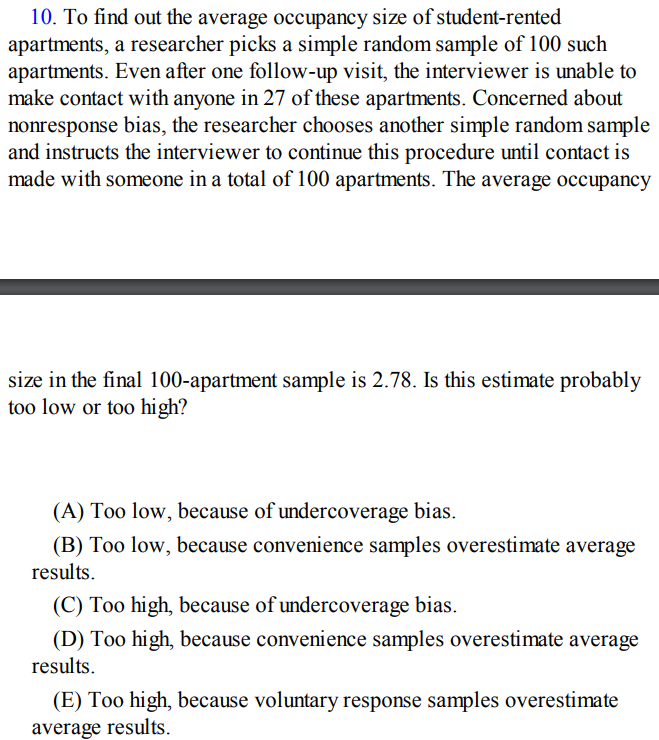 10. To find out the average occupancy size of student-rented
apartments, a researcher picks a simple random sample of 100 such
apartments. Even after one follow-up visit, the interviewer is unable to
make contact with anyone in 27 of these apartments. Concerned about
nonresponse bias, the researcher chooses another simple random sample
and instructs the interviewer to continue this procedure until contact is
made with someone in a total of 100 apartments. The average occupancy
size in the final 100-apartment sample is 2.78. Is this estimate probably
too low or too high?
(A) Too low, because of undercoverage bias.
(B) Too low, because convenience samples overestimate average
results.
(C) Too high, because of undercoverage bias.
(D) Too high, because convenience samples overestimate average
results.
(E) Too high, because voluntary response samples overestimate
average results.